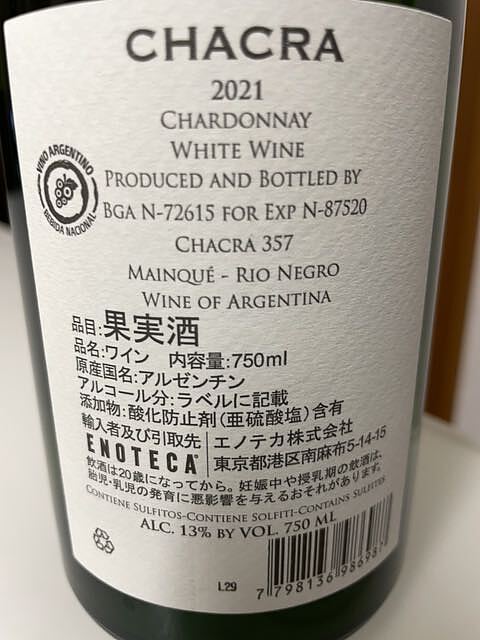 CHACRA
2021
CHARDONNAY
WHITE WINE
PRODUCED AND BOTTLED BY
BGA N-72615 FOR EXP N-87520
CHACRA 357
MAINQUÉ - RIO NEGRO
WINE OF ARGENTINA
VINO ARGENTINO
BEBIDA NACIONAL
品目:果実酒
品名:ワイン 内容量:750ml
原産国名:アルゼンチン
アルコール分:ラベルに記載
添加物:酸化防止剤(亜硫酸塩)含有
輸入者及び引取先
ENOTECA
エノテカ株式会社
東京都港区南麻布5-14-15
飲酒は20歳になってから。妊娠中や授乳期の飲酒は、
胎児・乳児の発育に悪影響を与えるおそれがあります。
CONTIENE SULFITOS-CONTIENE SOLFITI-CONTAINS SULFITES
ALC. 13% BY VOL. 750 ML
L29
7 798136 98698